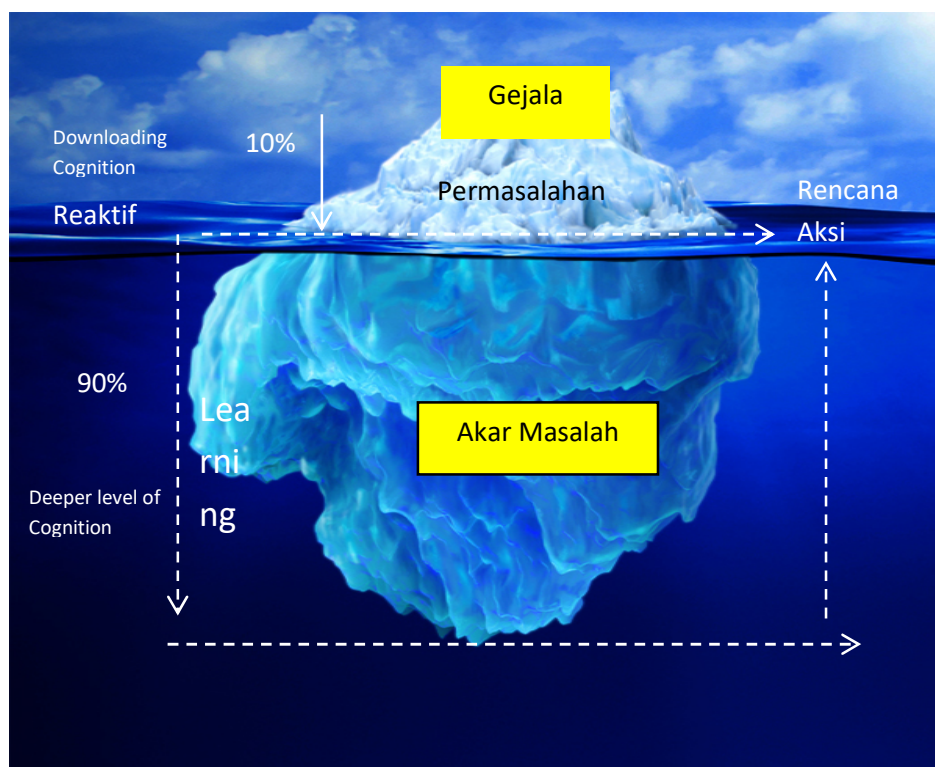 Gejala
Downloading
Cognition
10%
Permasalahan
Reaktif
Rencana
Aksi
90%
Lea
rni
ng
Akar Masalah
Deeper level of
Cognition